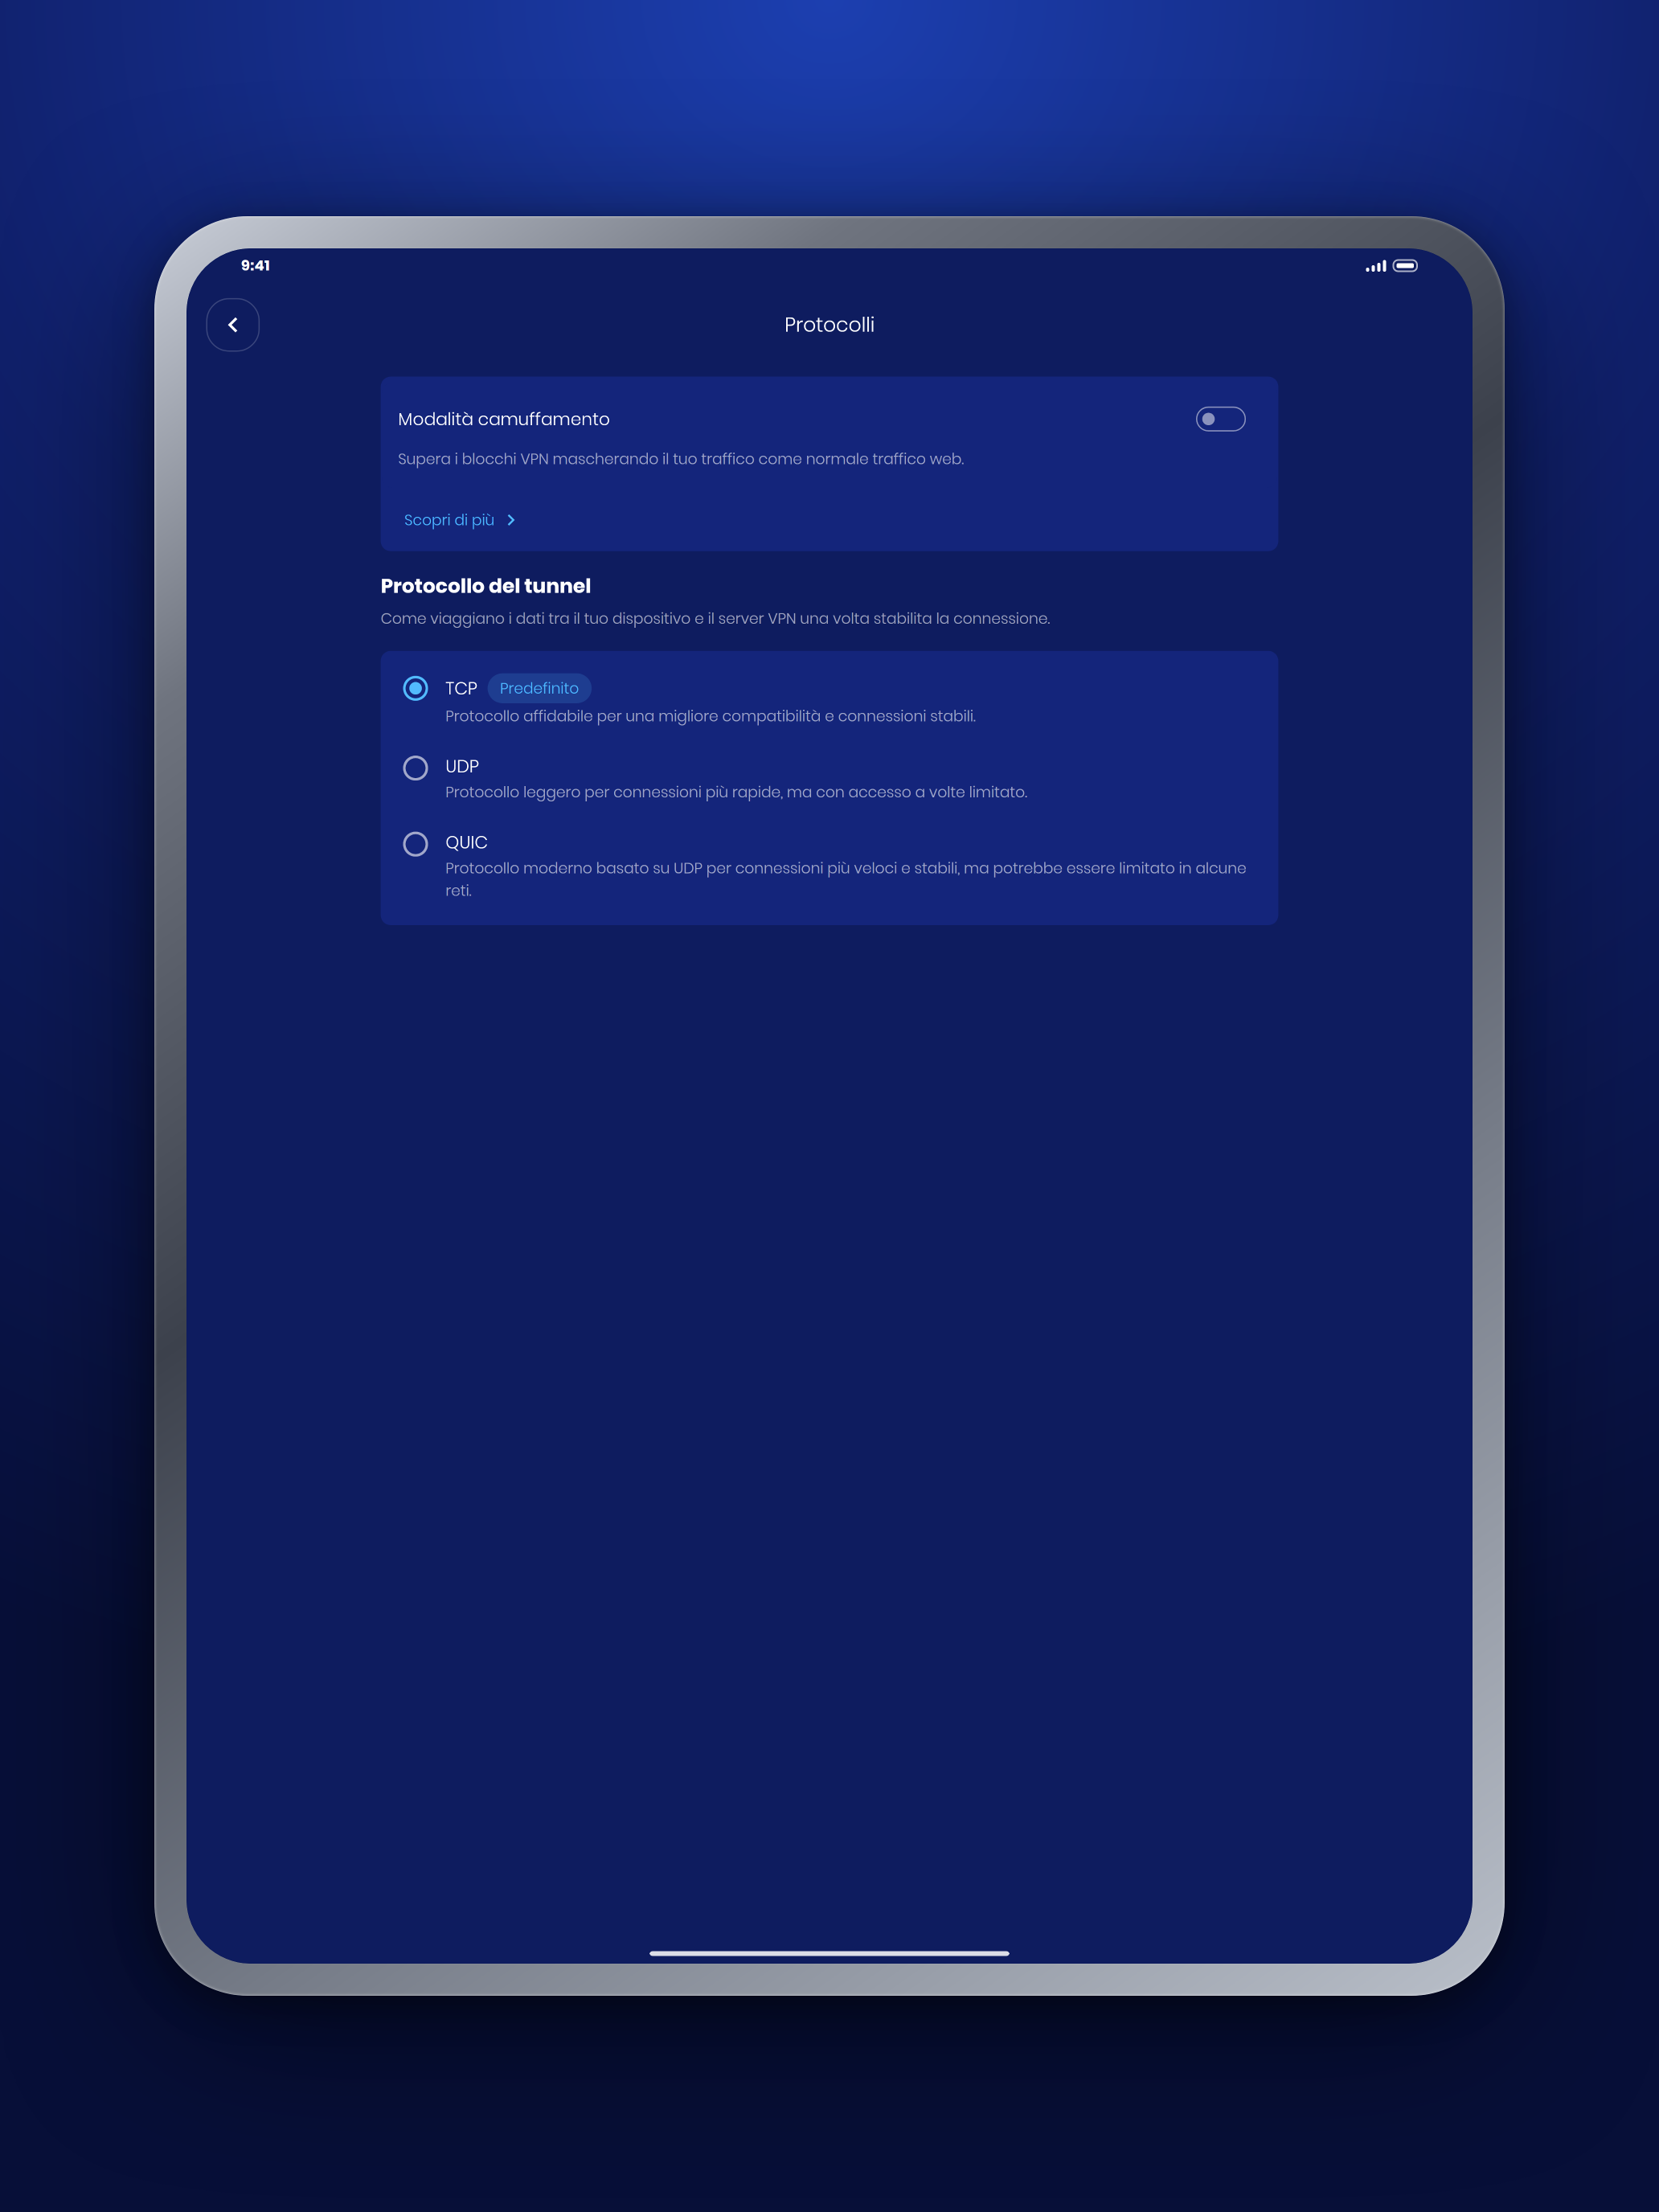 9:41
Protocolli
Modalità camuffamento
Supera i blocchi VPN mascherando il tuo traffico come normale traffico web.
Scopri di più
Protocollo del tunnel
Come viaggiano i dati tra il tuo dispositivo e il server VPN una volta stabilita la connessione.
TCP Predefinito
Protocollo affidabile per una migliore compatibilità e connessioni stabili.
UDP
Protocollo leggero per connessioni più rapide, ma con accesso a volte limitato.
QUIC
Protocollo moderno basato su UDP per connessioni più veloci e stabili, ma potrebbe essere limitato in alcune
reti.